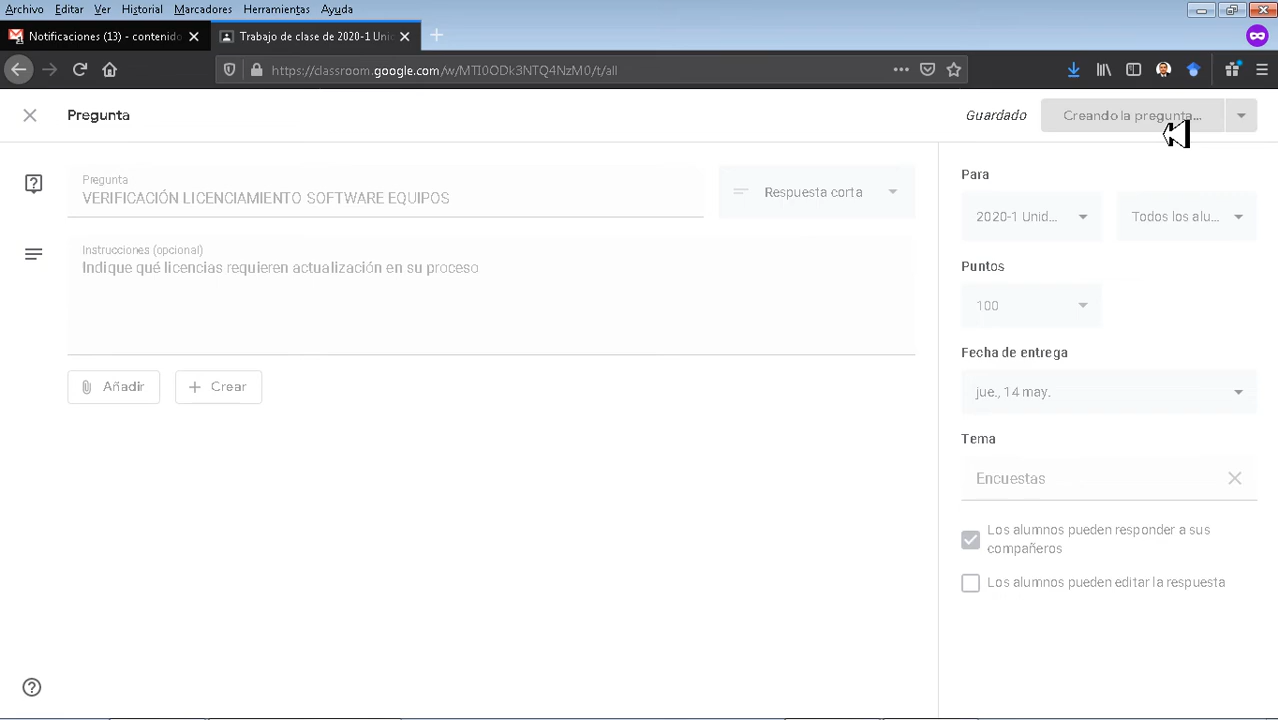 Archivo Editar Ver Historial Marcadores Herramientas Ayuda
Notificaciones (13) - contenido
Trabajo de clase de 2020-1 Uni
https://classroom.google.com/w/MTI0ODk3NTQ4NzM0/t/all
Pregunta
Guardado
Creando la pregunta...
Pregunta
VERIFICACIÓN LICENCIAMIENTO SOFTWARE EQUIPOS
Respuesta corta
Instrucciones (opcional)
Indique qué licencias requieren actualización en su proceso
Añadir
Crear
Para
2020-1 Unid...
Todos los alu...
Puntos
100
Fecha de entrega
jue., 14 may.
Tema
Encuestas
Los alumnos pueden responder a sus
compañeros
Los alumnos pueden editar la respuesta